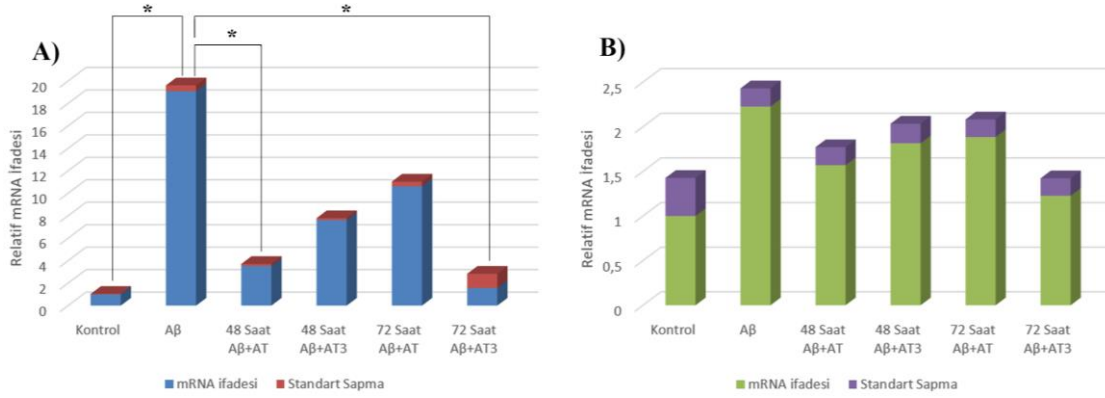 * *
*
A)
20
18
16
14
12
10
8
6
4
2
0
Relatif mRNA İfadesi
Kontrol Aβ 48 Saat 48 Saat 72 Saat 72 Saat
Aβ+AT Aβ+AT3 Aβ+AT Aβ+AT3
mRNA ifadesi Standart Sapma
B)
2,5
2
1,5
1
0,5
0
Relatif mRNA İfadesi
Kontrol Aβ 48 Saat 48 Saat 72 Saat 72 Saat
Aβ+AT Aβ+AT3 Aβ+AT Aβ+AT3
mRNA ifadesi Standart Sapma